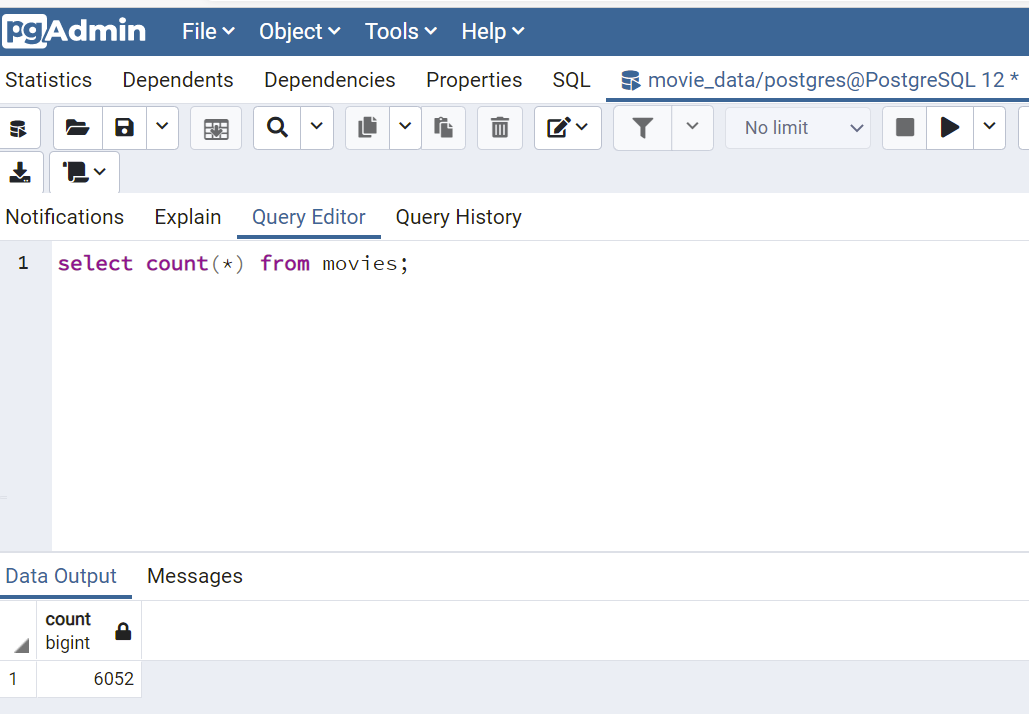 pgAdmin File Object Tools Help
Statistics Dependents Dependencies Properties SQL movie_data/postgres@PostgreSQL 12 *
No limit
Notifications Explain Query Editor Query History
1 select count(*) from movies;
Data Output Messages
count
bigint
1 6052